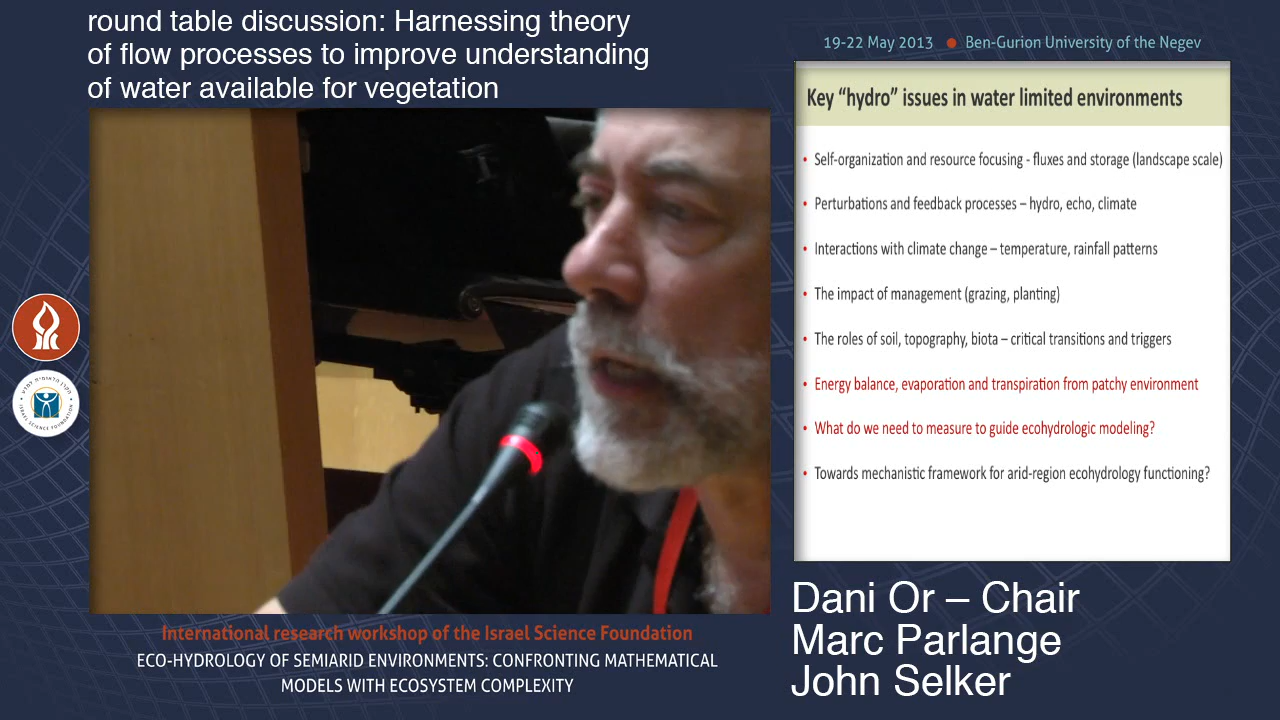 round table discussion: Harnessing theory
of flow processes to improve understanding
of water available for vegetation
19-22 May 2013 • Ben-Gurion University of the Negev
Key “hydro” issues in water limited environments
• Self-organization and resource focusing - fluxes and storage (landscape scale)
• Perturbations and feedback processes – hydro, echo, climate
• Interactions with climate change – temperature, rainfall patterns
• The impact of management (grazing, planting)
• The roles of soil, topography, biota – critical transitions and triggers
• Energy balance, evaporation and transpiration from patchy environment
• What do we need to measure to guide ecohydrologic modeling?
• Towards mechanistic framework for arid-region ecohydrology functioning?
Dani Or – Chair
Marc Parlange
John Selker
International research workshop of the Israel Science Foundation
ECO-HYDROLOGY OF SEMIARID ENVIRONMENTS: CONFRONTING MATHEMATICAL
MODELS WITH ECOSYSTEM COMPLEXITY
ISRAEL SCIENCE FOUNDATION